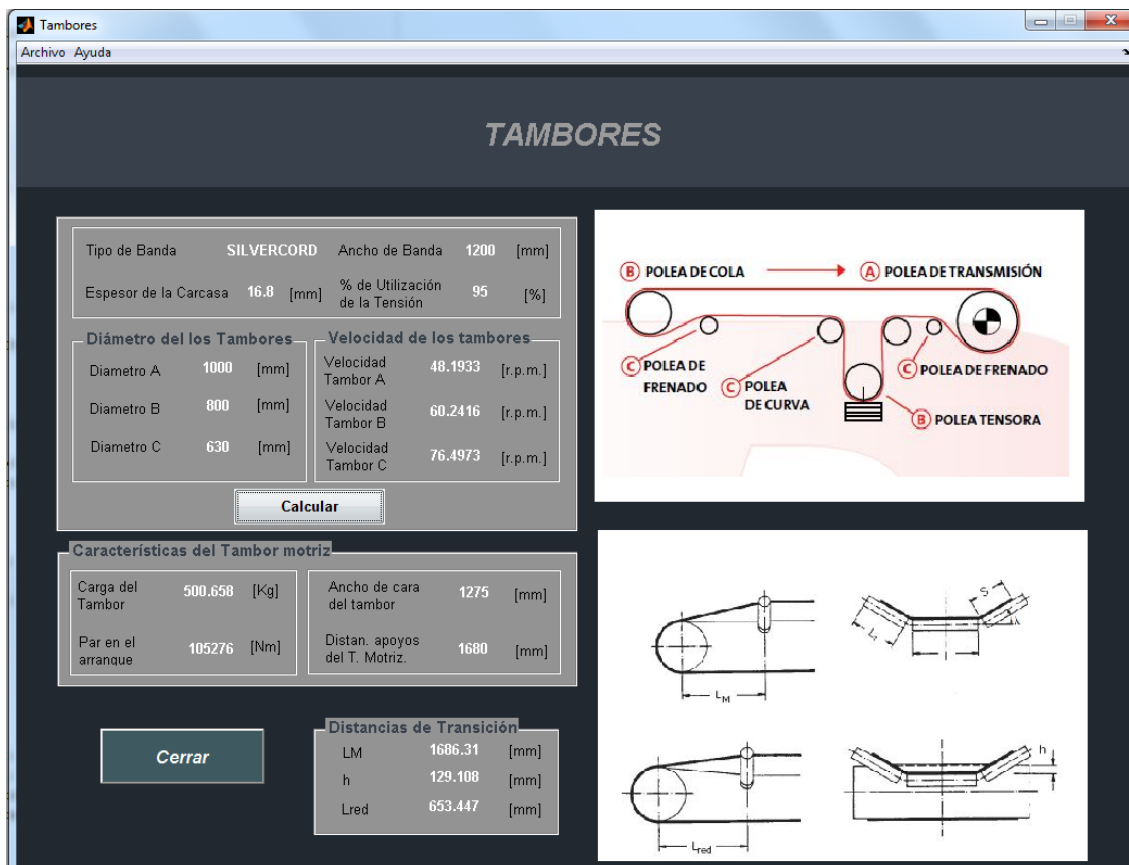 Tambores
Archivo Ayuda
TAMBORES
Tipo de Banda SILVERCORD Ancho de Banda 1200 [mm]
Espesor de la Carcasa 16.8 [mm] % de Utilización de la Tensión 95 [%]
Diámetro del los Tambores
Diametro A 1000 [mm]
Diametro B 800 [mm]
Diametro C 630 [mm]
Velocidad de los tambores
Velocidad
Tambor A 48.1933 [r.p.m.]
Velocidad
Tambor B 60.2416 [r.p.m.]
Velocidad
Tambor C 76.4973 [r.p.m.]
Calcular
Características del Tambor motriz
Carga del
Tambor 500.658 [Kg]
Par en el
arranque 105276 [Nm]
Ancho de cara
del tambor 1275 [mm]
Distan. apoyos
del T. Motriz. 1680 [mm]
Cerrar
Distancias de Transición
LM 1686.31 [mm]
h 129.108 [mm]
Lred 653.447 [mm]
B POLEA DE COLA A POLEA DE TRANSMISIÓN
C POLEA DE
FRENADO
C POLEA
DE CURVA
C POLEA DE FRENADO
B POLEA TENSORA
LM
S
λ
L1
l
h
Lred